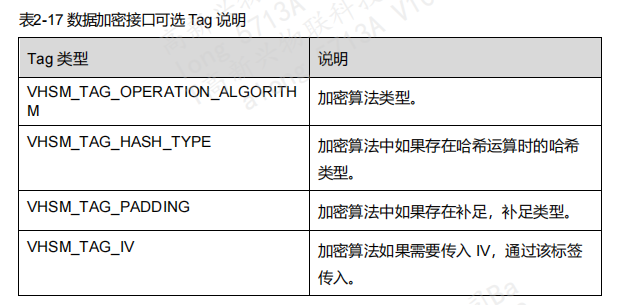 表2-17 数据加密接口可选 Tag 说明
Tag 类型
说明
VHSM_TAG_OPERATION_ALGORITH
M
加密算法类型。
VHSM_TAG_HASH_TYPE
加密算法中如果存在哈希运算时的哈希
类型。
VHSM_TAG_PADDING
加密算法中如果存在补足，补足类型。
VHSM_TAG_IV
加密算法如果需要传入 IV，通过该标签
传入。